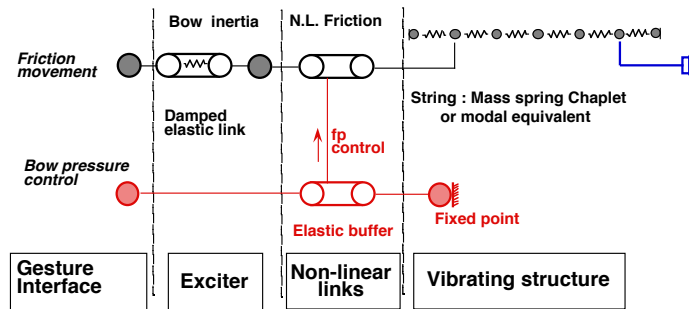 Bow inertia
N.L. Friction
Friction
movement
Damped
elastic link
String : Mass spring Chaplet
or modal equivalent
fp
control
Bow pressure
control
Elastic buffer
Fixed point
Gesture
Interface
Exciter
Non-linear
links
Vibrating structure